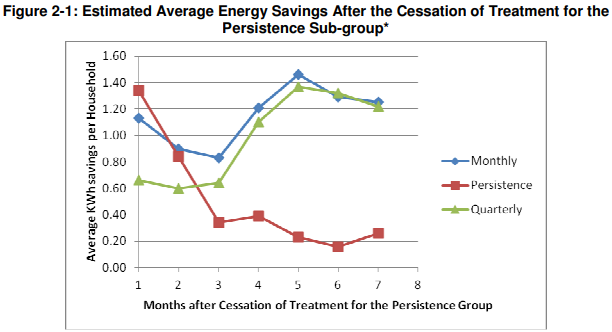 Figure 2-1: Estimated Average Energy Savings After the Cessation of Treatment for the
Persistence Sub-group*
Average KWh savings per Household
1.60
1.40
1.20
1.00
0.80
0.60
0.40
0.20
0.00
1 2 3 4 5 6 7 8
Months after Cessation of Treatment for the Persistence Group
Monthly
Persistence
Quarterly